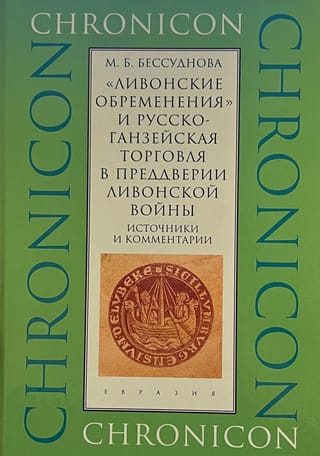 CHRONICON
CHRONICON
CHRONICON
М. Б. БЕССУДНОВА
«ЛИВОНСКИЕ
ОБРЕМЕНЕНИЯ»
И РУССКО-
ГАНЗЕЙСКАЯ
ТОРГОВЛЯ
В ПРЕДДВЕРИИ
ЛИВОНСКОЙ
ВОЙНЫ
ИСТОЧНИКИ
И КОММЕНТАРИИ
ЕВРАЗИЯ
CHRONICON